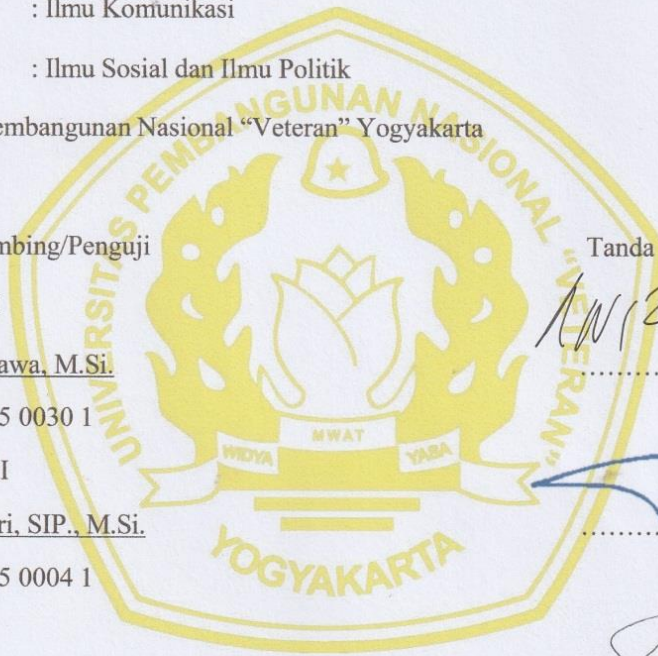 : Ilmu Komunikasi
: Ilmu Sosial dan Ilmu Politik
embangunan Nasional “Veteran” Yogyakarta
UNIVERSITAS PEMBANGUNAN NASIONAL "VETERAN"
mbing/Penguji
Tanda
awa, M.Si.
5 0030 1
I
ri, SIP., M.Si.
5 0004 1
WIDYA MWAT YABA
YOGYAKARTA